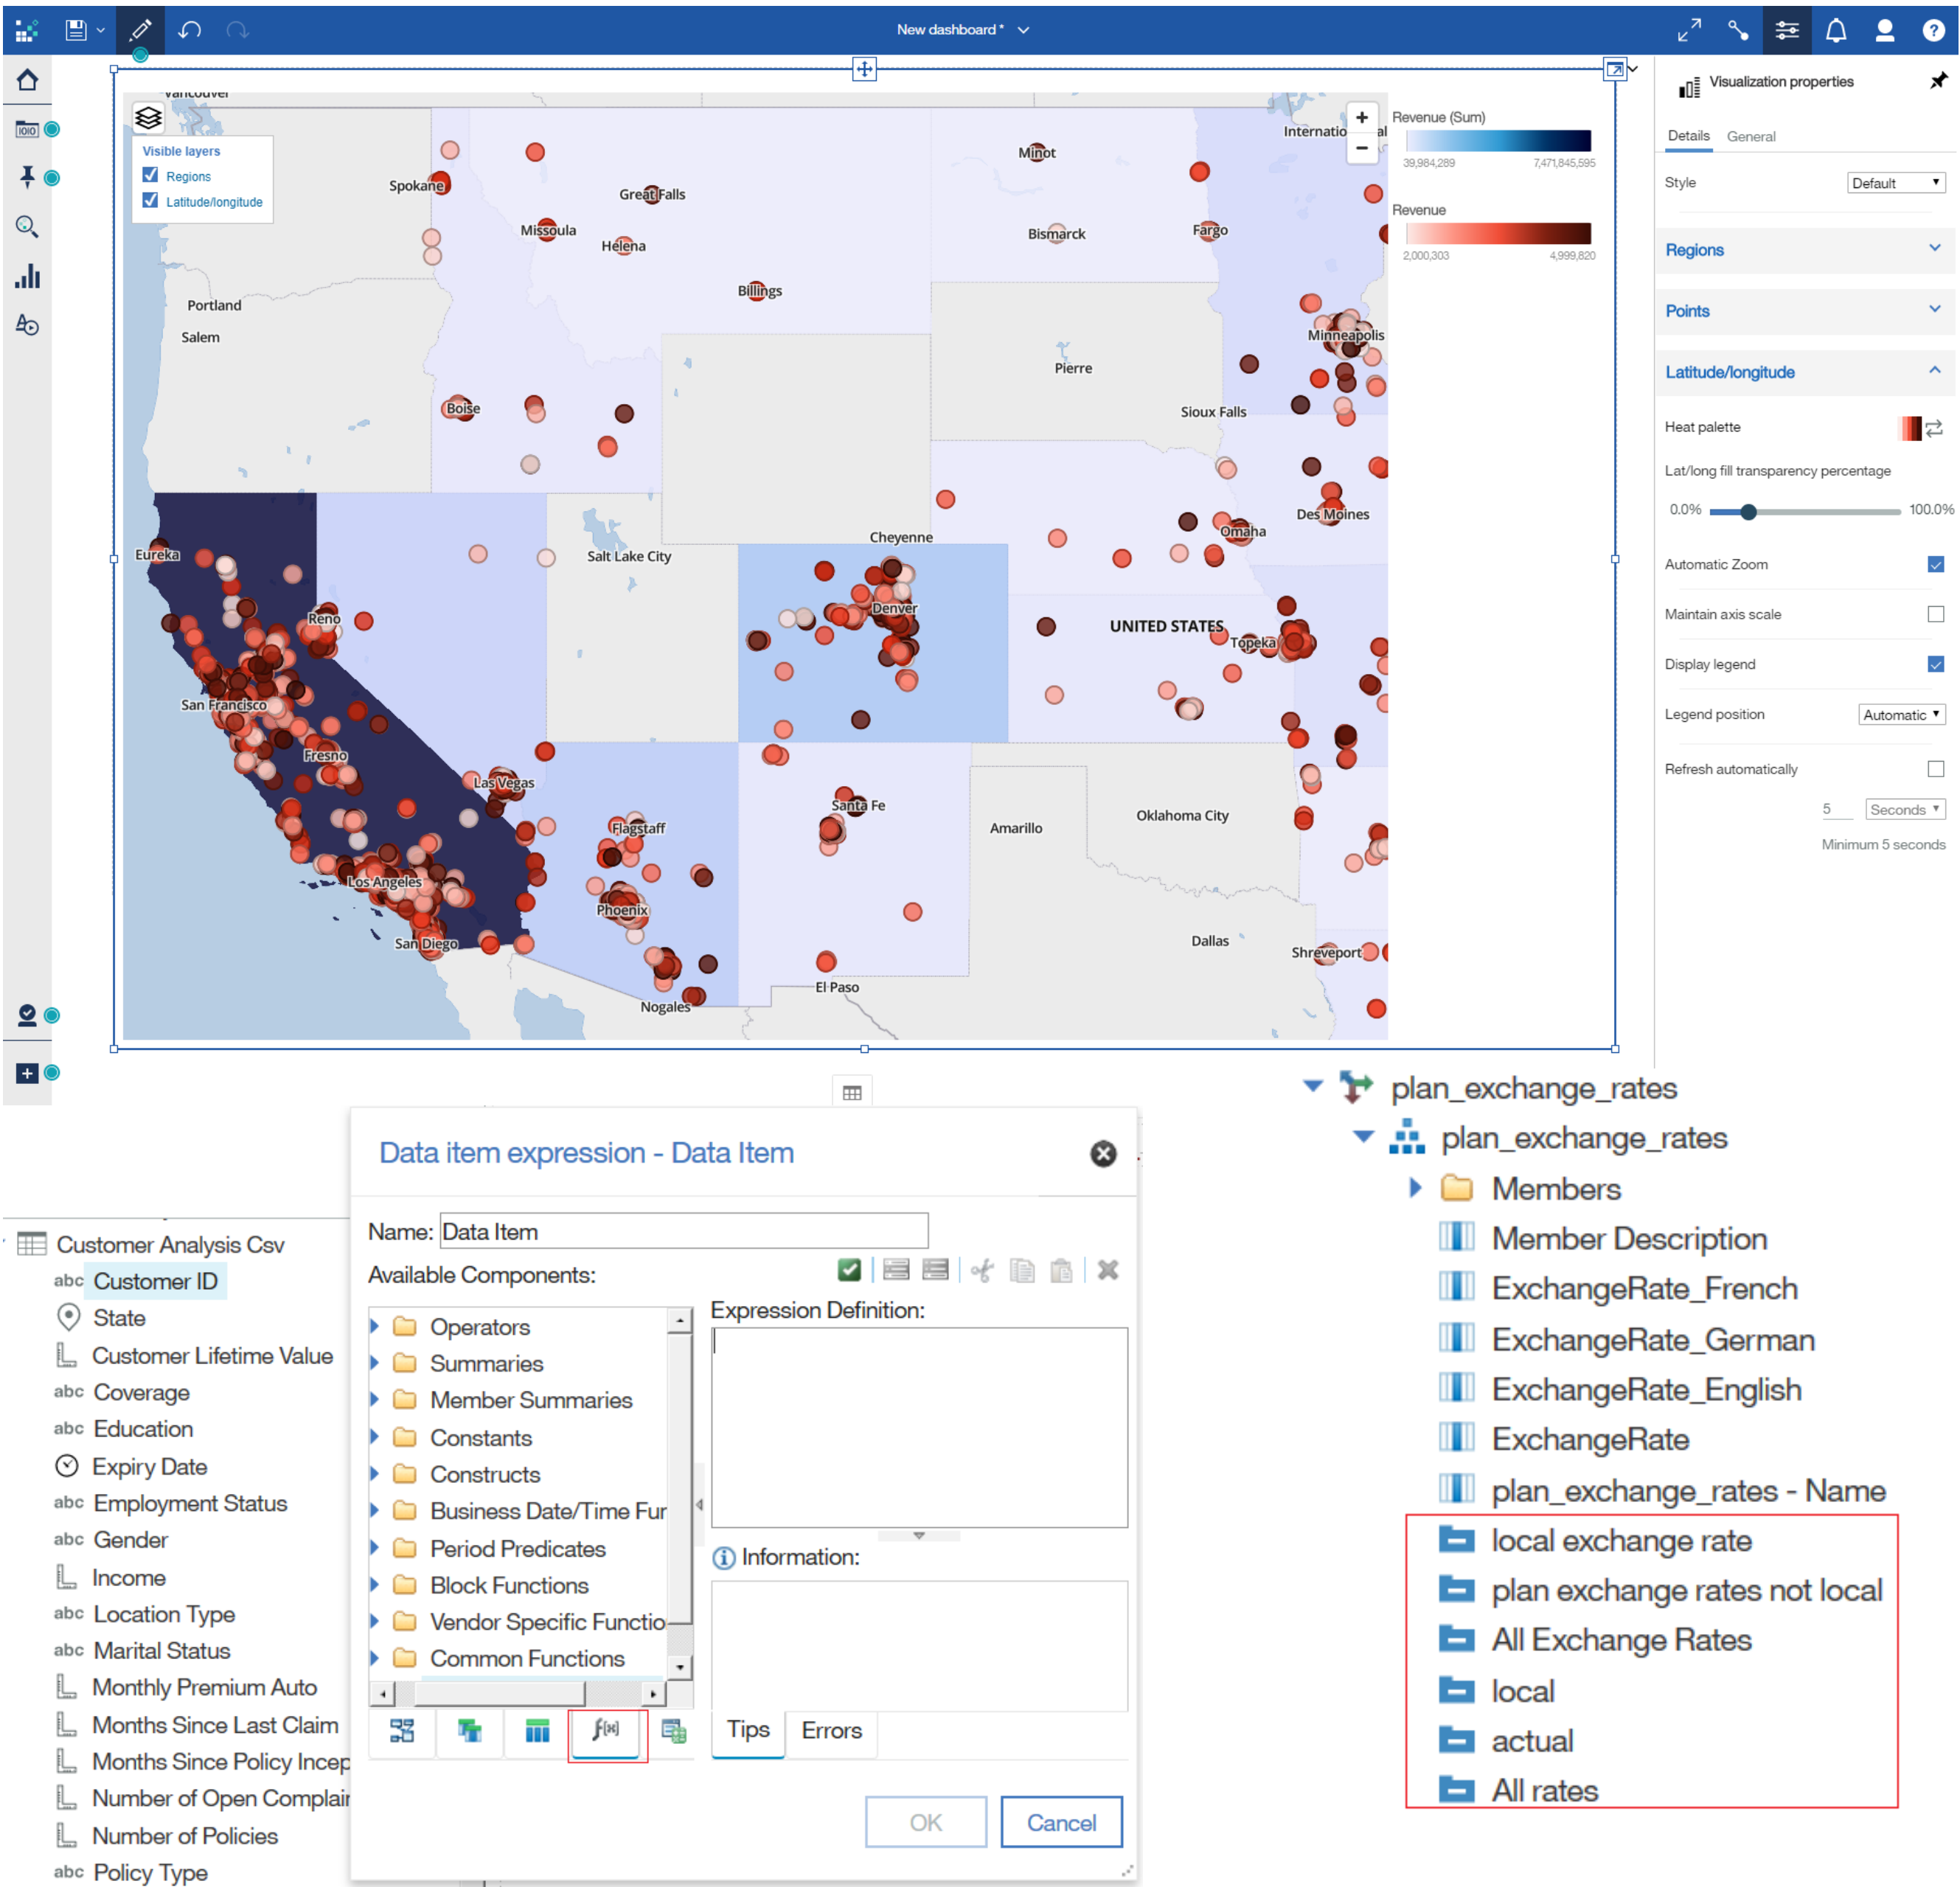 New dashboard *
?
Visualization properties
Details General
Style Default
Regions
Points
Latitude/longitude
Heat palette
Lat/long fill transparency percentage
0.0% 100.0%
Automatic Zoom
Maintain axis scale
Display legend
Legend position Automatic
Refresh automatically
5 Seconds
Minimum 5 seconds
Visible layers
Regions
Latitude/longitude
Revenue (Sum)
39,984,289 7,471,845,595
Revenue
2,000,303 4,999,820
Vancouver
Minot
Spokane
Great Falls
Missoula
Helena
Bismarck
Fargo
Billings
Portland
Salem
Minneapolis
Pierre
Boise
Sioux Falls
Des Moines
Omaha
Cheyenne
Eureka
Salt Lake City
Denver
Reno
UNITED STATES
Topeka
San Francisco
Fresno
Las Vegas
Santa Fe
Flagstaff
Amarillo
Oklahoma City
Los Angeles
Phoenix
San Diego
Dallas
Shreveport
El Paso
Nogales
Customer Analysis Csv
abc Customer ID
State
Customer Lifetime Value
abc Coverage
abc Education
Expiry Date
abc Employment Status
abc Gender
Income
abc Location Type
abc Marital Status
Monthly Premium Auto
Months Since Last Claim
Months Since Policy Incep
Number of Open Complair
Number of Policies
abc Policy Type
Data item expression - Data Item
Name: Data Item
Available Components:
Operators
Summaries
Member Summaries
Constants
Constructs
Business Date/Time Fur
Period Predicates
Block Functions
Vendor Specific Functio
Common Functions
Expression Definition:
Information:
Tips Errors
OK Cancel
plan_exchange_rates
plan_exchange_rates
Members
Member Description
ExchangeRate_French
ExchangeRate_German
ExchangeRate_English
ExchangeRate
plan_exchange_rates - Name
local exchange rate
plan exchange rates not local
All Exchange Rates
local
actual
All rates